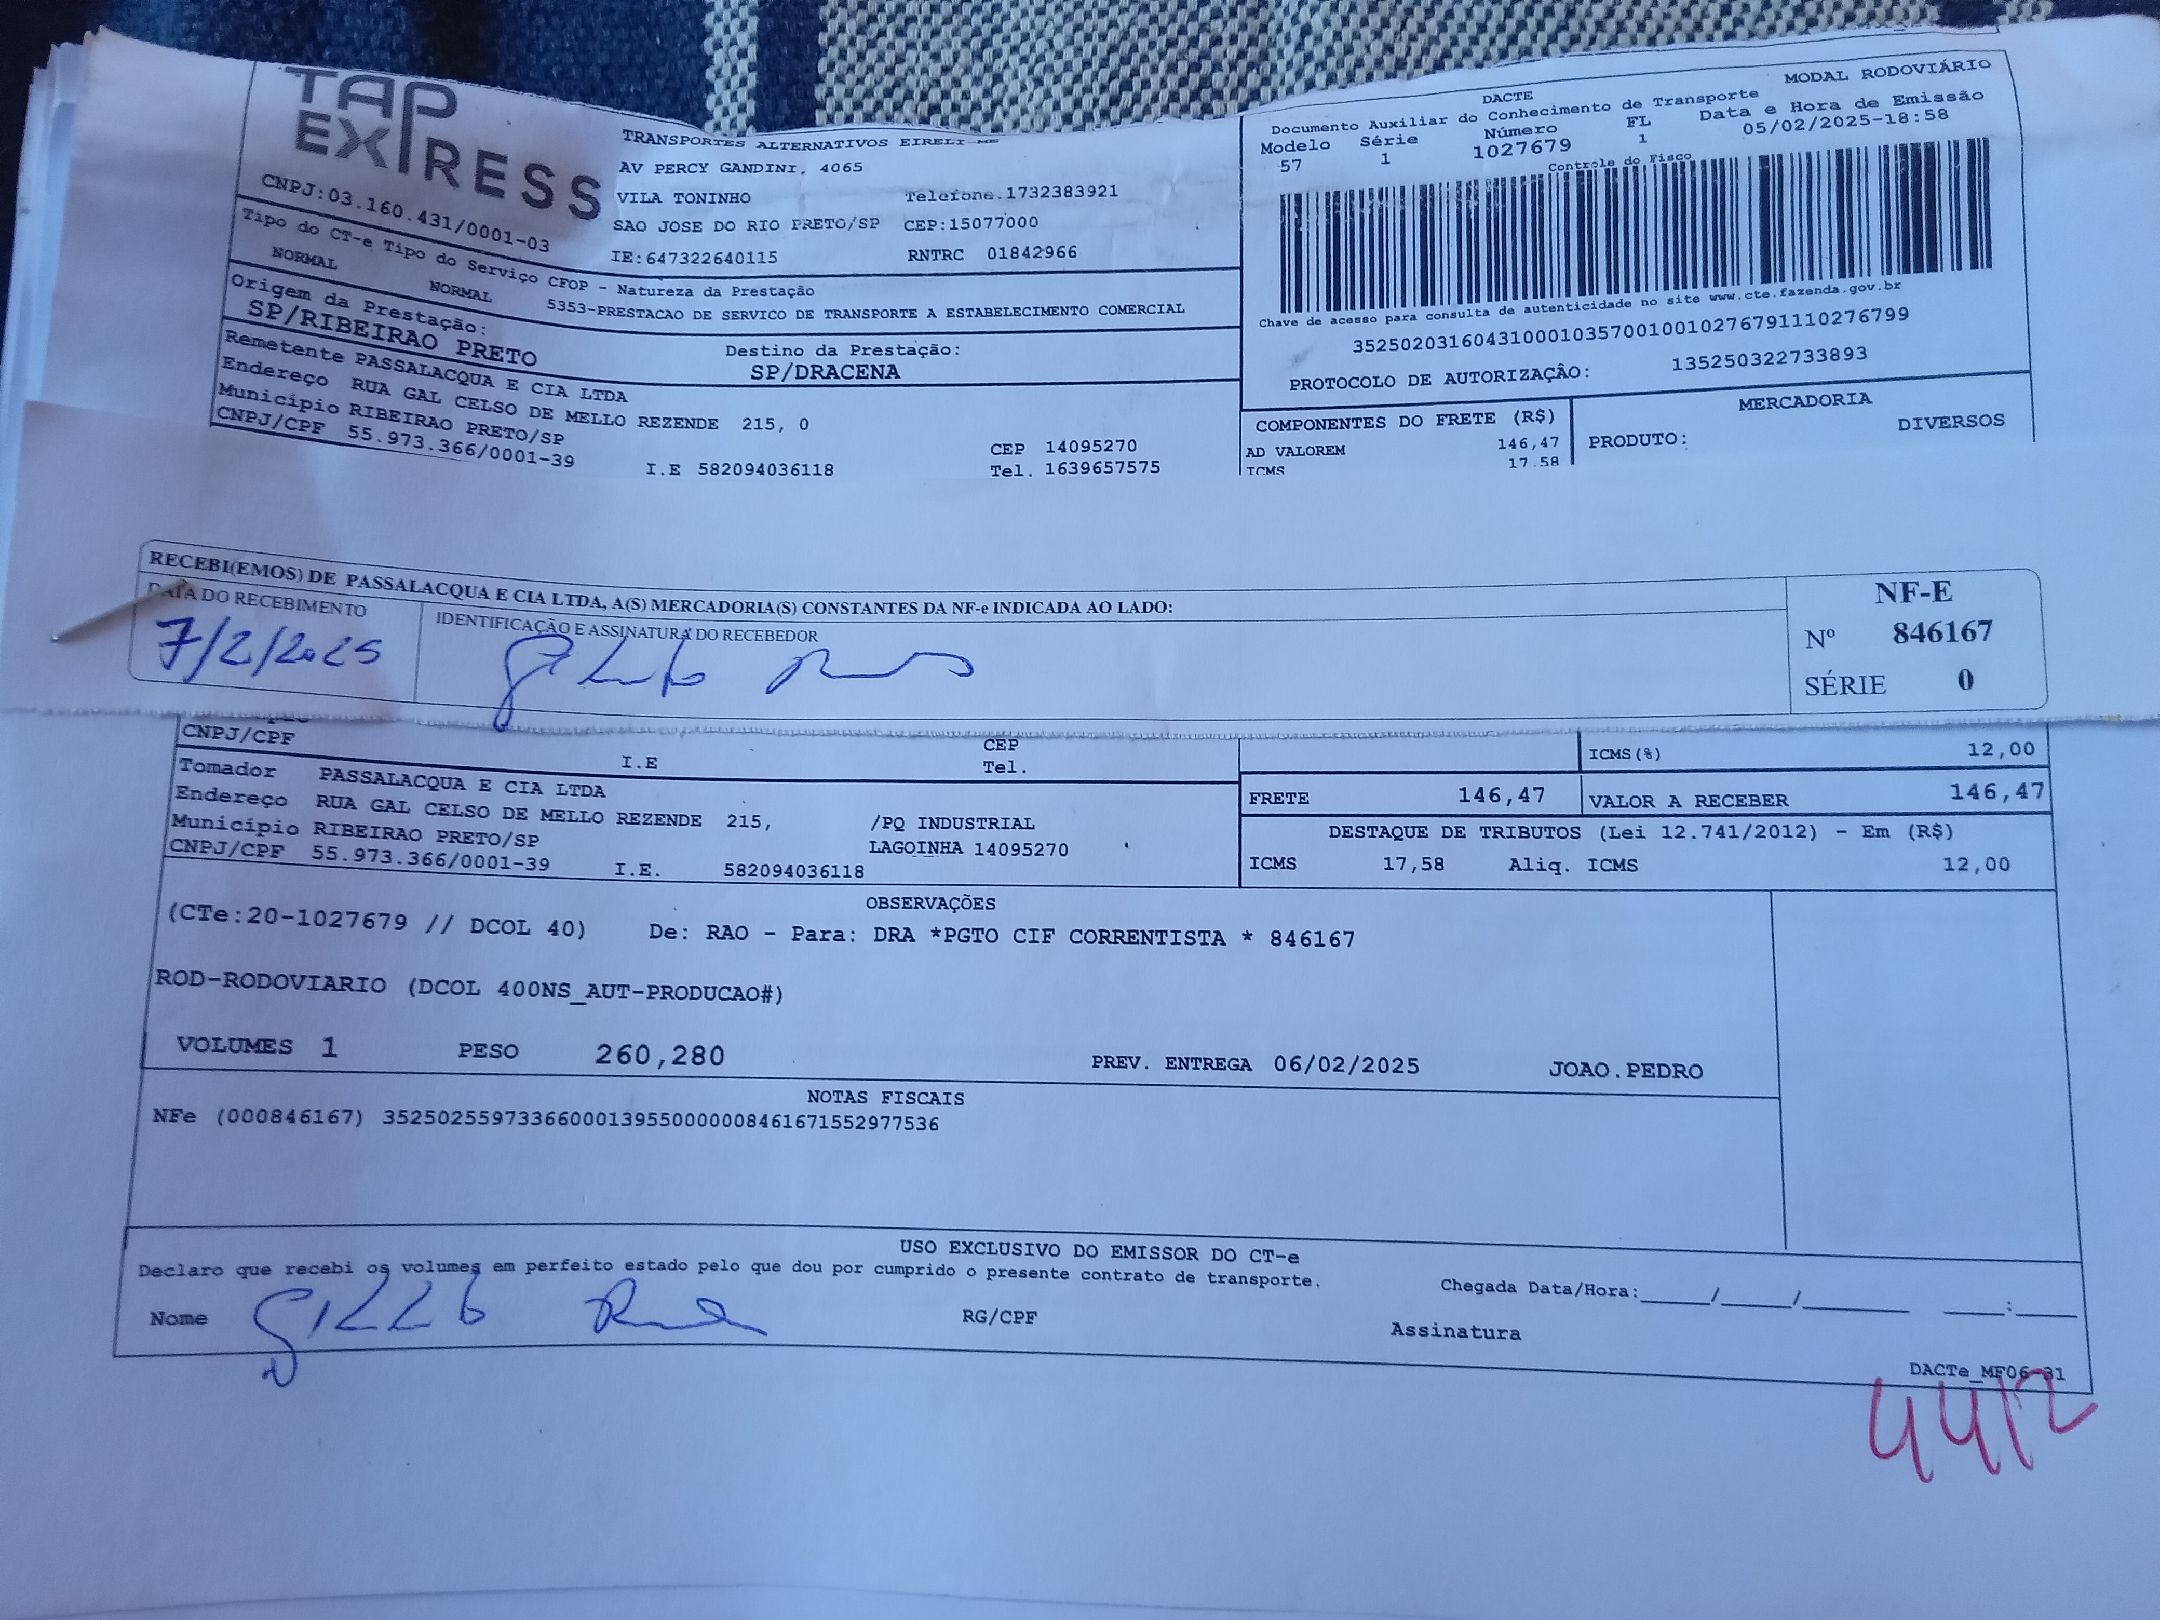 TAP
EXPRESS
CNPJ:03.160.431/0001-03
TRANSPORTES ALTERNATIVOS EIRELI ME
AV PERCY GANDINI, 4065
VILA TONINHO Telefone.1732383921
SAO JOSE DO RIO PRETO/SP CEP:15077000
IE:647322640115 RNTRC 01842966
Tipo do CT-e Tipo do Serviço CFOP - Natureza da Prestação
NORMAL NORMAL 5353-PRESTACAO DE SERVICO DE TRANSPORTE A ESTABELECIMENTO COMERCIAL
Origem da Prestação: Destino da Prestação:
SP/RIBEIRAO PRETO SP/DRACENA
Remetente PASSALACQUA E CIA LTDA
Endereço RUA GAL CELSO DE MELLO REZENDE 215, 0
Município RIBEIRAO PRETO/SP CEP 14095270
CNPJ/CPF 55.973.366/0001-39 I.E 582094036118 Tel. 1639657575
DACTE MODAL RODOVIÁRIO
Documento Auxiliar do Conhecimento de Transporte
Modelo Série Número FL Data e Hora de Emissão
57 1 1027679 1 05/02/2025-18:58
Controle do Fisco
Chave de acesso para consulta de autenticidade no site www.cte.fazenda.gov.br
35250203160431000103570010010276791110276799
PROTOCOLO DE AUTORIZAÇÃO: 135250322733893
COMPONENTES DO FRETE (R$) MERCADORIA
AD VALOREM 146,47 PRODUTO: DIVERSOS
ICMS 17,58
RECEBI(EMOS) DE PASSALACQUA E CIA LTDA, A(S) MERCADORIA(S) CONSTANTES DA NF-e INDICADA AO LADO:
DATA DO RECEBIMENTO IDENTIFICAÇÃO E ASSINATURA DO RECEBEDOR
7/2/2025
NF-E
Nº 846167
SÉRIE 0
CNPJ/CPF I.E CEP
Tel.
ICMS(%) 12,00
Tomador PASSALACQUA E CIA LTDA
Endereço RUA GAL CELSO DE MELLO REZENDE 215, /PQ INDUSTRIAL
Município RIBEIRAO PRETO/SP LAGOINHA 14095270
CNPJ/CPF 55.973.366/0001-39 I.E. 582094036118
FRETE 146,47 VALOR A RECEBER 146,47
DESTAQUE DE TRIBUTOS (Lei 12.741/2012) - Em (R$)
ICMS 17,58 Aliq. ICMS 12,00
OBSERVAÇÕES
(CTe:20-1027679 // DCOL 40) De: RAO - Para: DRA *PGTO CIF CORRENTISTA * 846167
ROD-RODOVIARIO (DCOL 400NS_AUT-PRODUCAO#)
VOLUMES 1 PESO 260,280 PREV. ENTREGA 06/02/2025 JOAO.PEDRO
NOTAS FISCAIS
NFe (000846167) 35250255973366000139550000008461671552977536
USO EXCLUSIVO DO EMISSOR DO CT-e
Declaro que recebi os volumes em perfeito estado pelo que dou por cumprido o presente contrato de transporte.
Chegada Data/Hora:_____/_____/________ ____:_____
Nome RG/CPF Assinatura